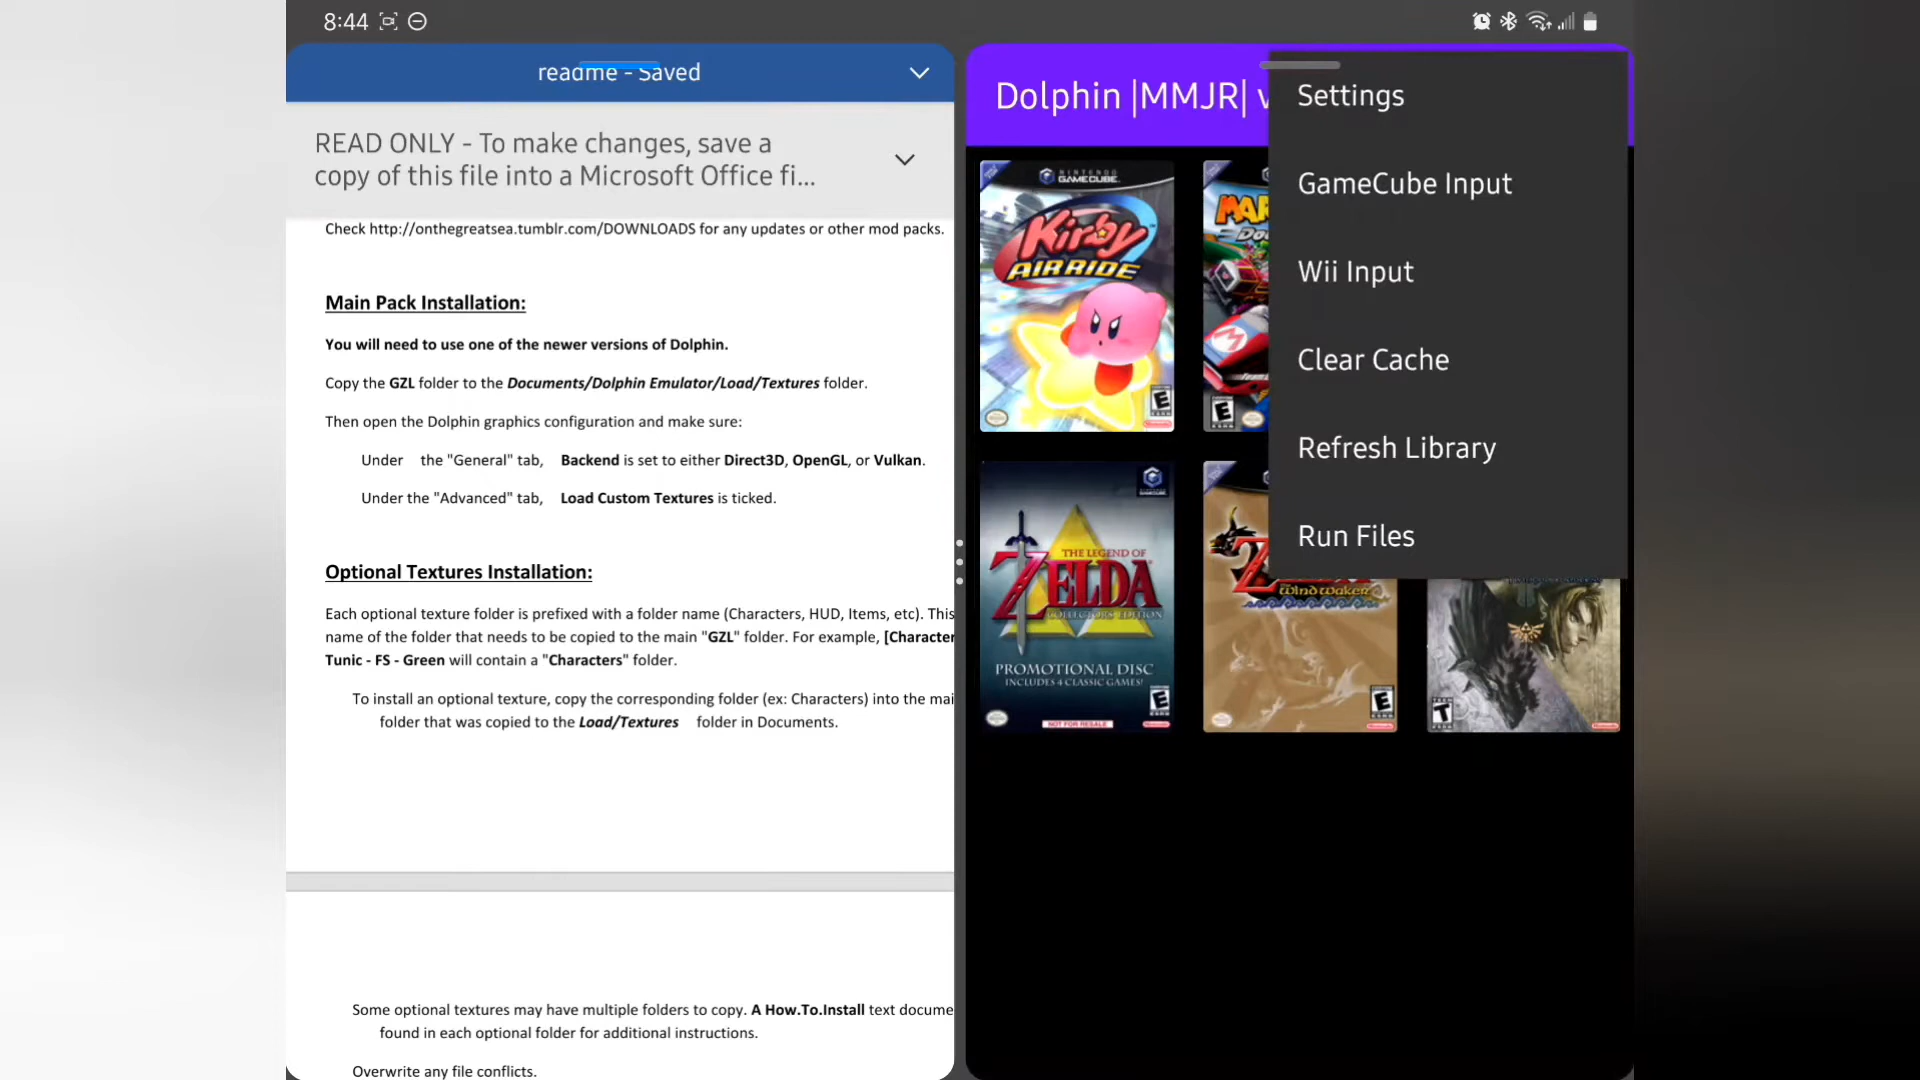 8:44
readme - Saved
READ ONLY - To make changes, save a
copy of this file into a Microsoft Office fi...
Check http://onthegreatsea.tumblr.com/DOWNLOADS for any updates or other mod packs.
Main Pack Installation:
You will need to use one of the newer versions of Dolphin.
Copy the GZL folder to the Documents/Dolphin Emulator/Load/Textures folder.
Then open the Dolphin graphics configuration and make sure:
Under the "General" tab, Backend is set to either Direct3D, OpenGL, or Vulkan.
Under the "Advanced" tab, Load Custom Textures is ticked.
Optional Textures Installation:
Each optional texture folder is prefixed with a folder name (Characters, HUD, Items, etc). This
name of the folder that needs to be copied to the main "GZL" folder. For example, [Character
Tunic - FS - Green will contain a "Characters" folder.
To install an optional texture, copy the corresponding folder (ex: Characters) into the mai
folder that was copied to the Load/Textures folder in Documents.
Some optional textures may have multiple folders to copy. A How.To.Install text docume
found in each optional folder for additional instructions.
Overwrite any file conflicts.
Dolphin |MMJR| v
Settings
GameCube Input
Wii Input
Clear Cache
Refresh Library
Run Files
NINTENDO
GAMECUBE
Kirby
AIR RIDE
E
MAR
Dou
E
THE LEGEND OF
ZELDA
COLLECTOR'S EDITION
PROMOTIONAL DISC
INCLUDES 4 CLASSIC GAMES!
NOT FOR RESALE
E
Wind Waker
E
T